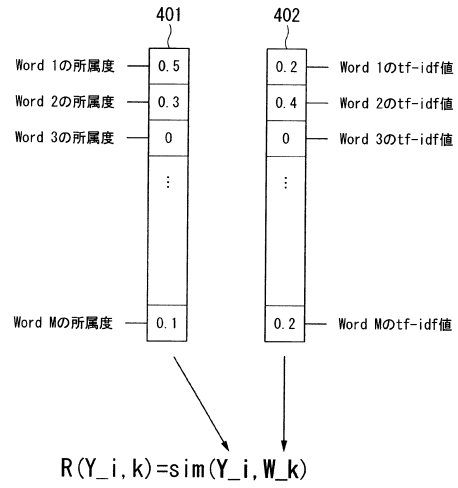 401 402
Word 1の所属度 0.5 0.2 Word 1のtf-idf値
Word 2の所属度 0.3 0.4 Word 2のtf-idf値
Word 3の所属度 0 0 Word 3のtf-idf値
⋮ ⋮
Word Mの所属度 0.1 0.2 Word Mのtf-idf値
R(Y_i,k)=sim(Y_i,W_k)